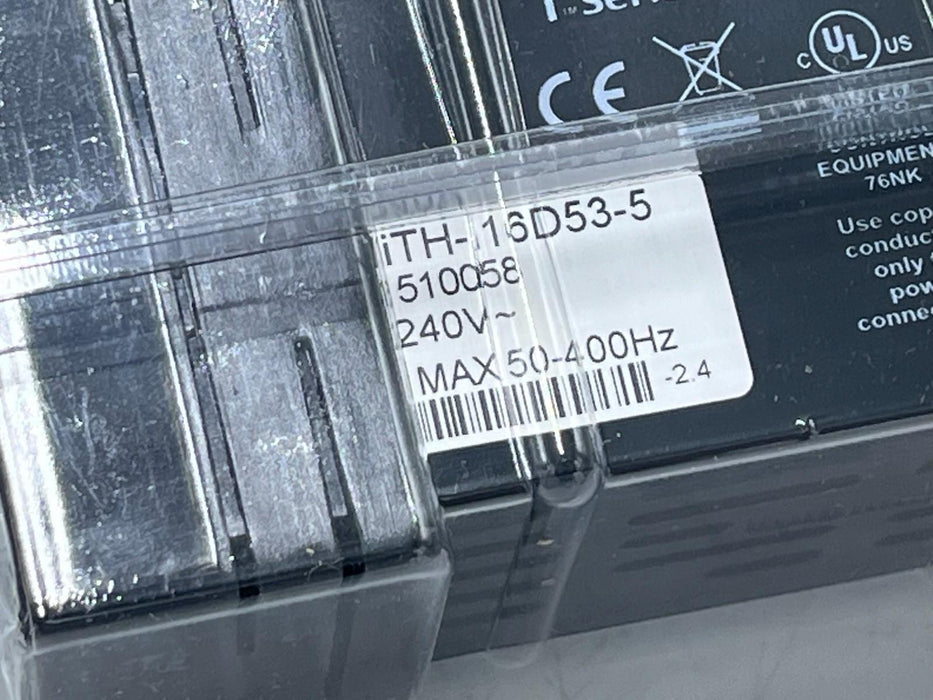 CE
C UL US
EQUIPMEN
76NK
Use cop
conduc
only
pow
conne
iTH-16D53-5
510058
240V~
MAX 50-400Hz
-2.4